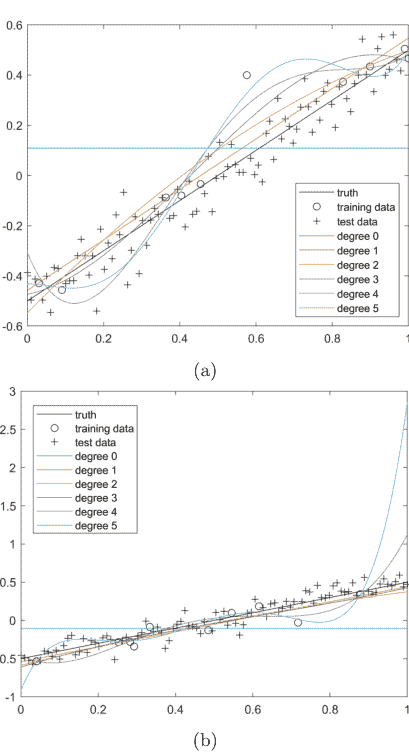 0.6
0.4
0.2
0
-0.2
-0.4
-0.6
0 0.2 0.4 0.6 0.8 1
truth
training data
test data
degree 0
degree 1
degree 2
degree 3
degree 4
degree 5
(a)
3
2.5
2
1.5
1
0.5
0
0.5
-1
0 0.2 0.4 0.6 0.8 1
truth
training data
test data
degree 0
degree 1
degree 2
degree 3
degree 4
degree 5
(b)